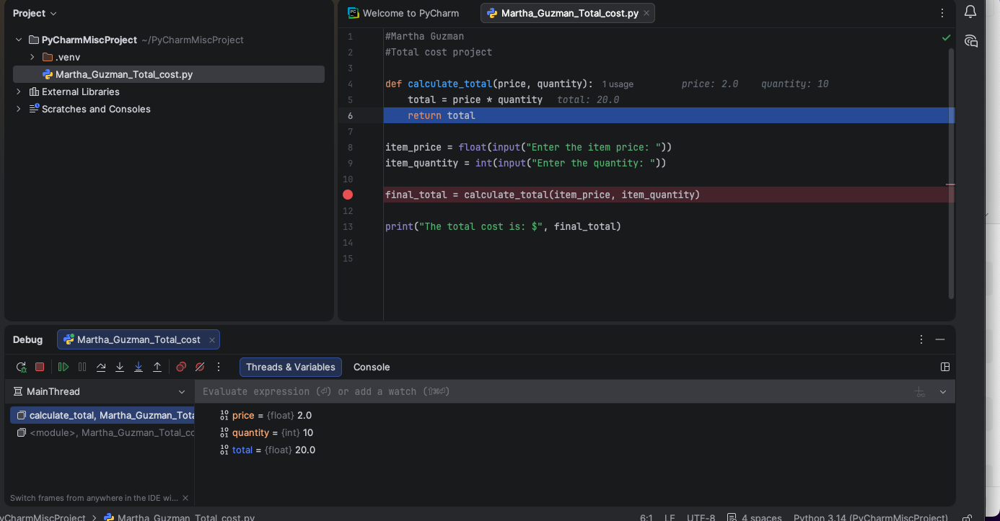 Project
PyCharmMiscProject ~/PyCharmMiscProject
.venv
Martha_Guzman_Total_cost.py
External Libraries
Scratches and Consoles
Welcome to PyCharm Martha_Guzman_Total_cost.py
1 #Martha Guzman
2 #Total cost project
3
4 def calculate_total(price, quantity): 1 usage price: 2.0 quantity: 10
5 total = price * quantity total: 20.0
6 return total
7
8 item_price = float(input("Enter the item price: "))
9 item_quantity = int(input("Enter the quantity: "))
10
final_total = calculate_total(item_price, item_quantity)
12
13 print("The total cost is: $", final_total)
14
15
Debug Martha_Guzman_Total_cost
Threads & Variables Console
MainThread
Evaluate expression (⏎) or add a watch (⇧⌘⏎)
calculate_total, Martha_Guzman_Tota
<module>, Martha_Guzman_Total_co
price = {float} 2.0
quantity = {int} 10
total = {float} 20.0
Switch frames from anywhere in the IDE wi...
yCharmMiscProject > Martha_Guzman_Total_cost.py 6:1 LF UTF-8 4 spaces Python 3.14 (PyCharmMiscProject)